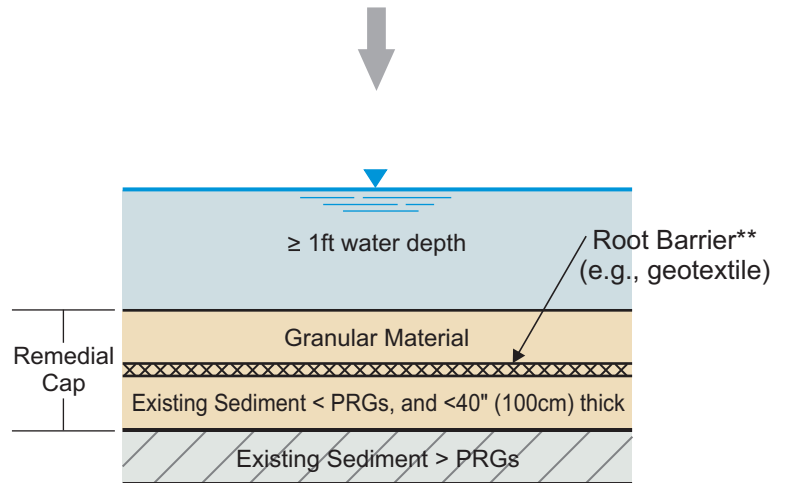 ≥ 1ft water depth
Root Barrier**
(e.g., geotextile)
Granular Material
Remedial
Cap
Existing Sediment < PRGs, and <40" (100cm) thick
Existing Sediment > PRGs